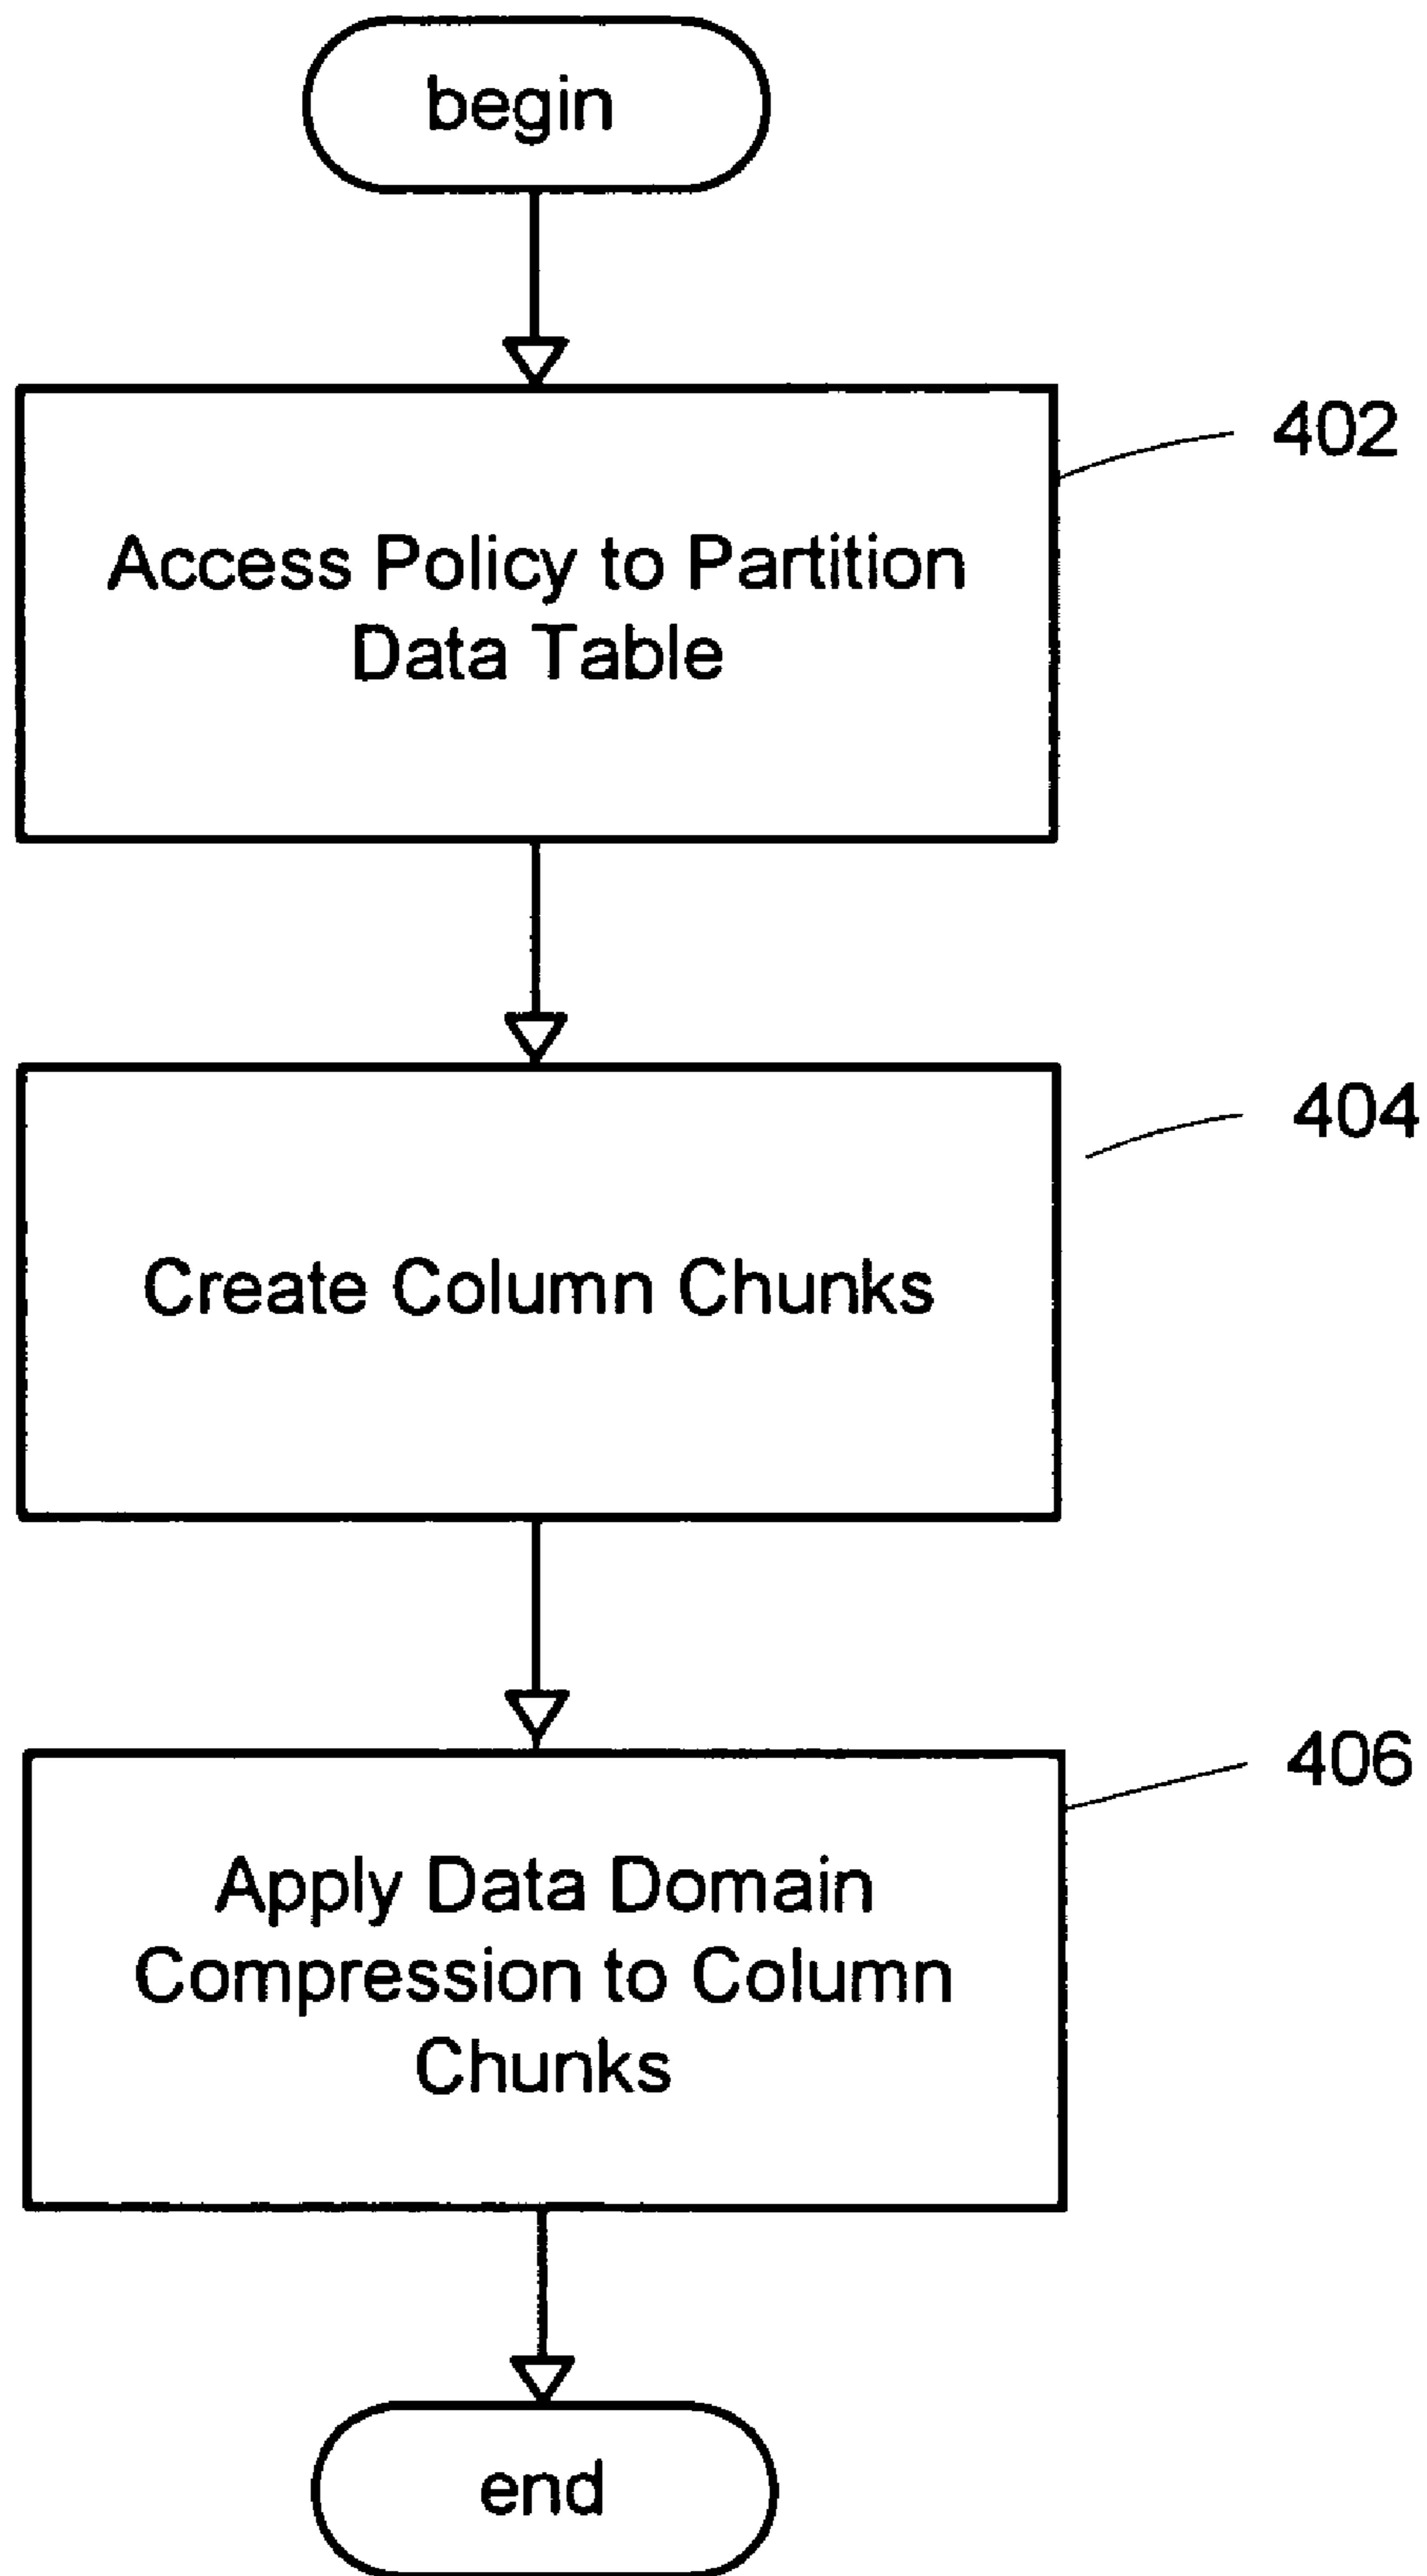 begin
402
Access Policy to Partition
Data Table
404
Create Column Chunks
406
Apply Data Domain
Compression to Column
Chunks
end